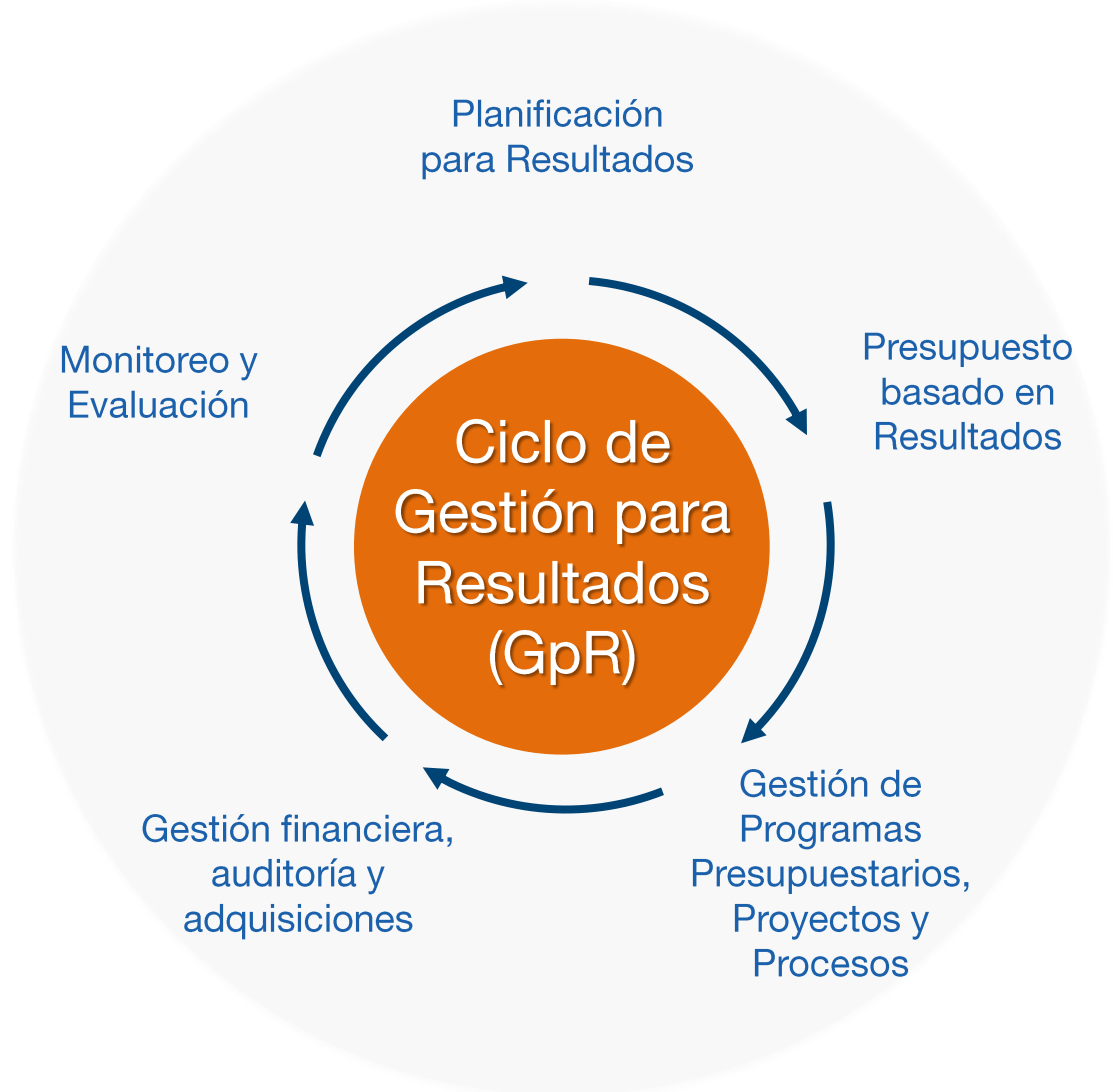 Planificación
para Resultados
Presupuesto
basado en
Resultados
Gestión de
Programas
Presupuestarios,
Proyectos y
Procesos
Gestión financiera,
auditoría y
adquisiciones
Monitoreo y
Evaluación
Ciclo de
Gestión para
Resultados
(GpR)